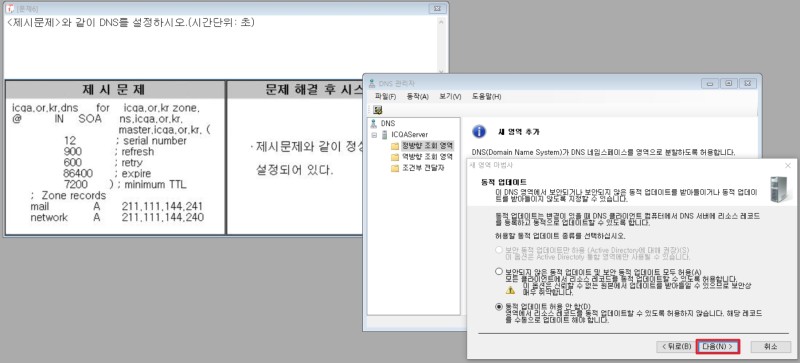 [문제4]
<제시문제>와 같이 DNS를 설정하시오.(시간단위: 초)
제 시 문 제
문제 해결 후 시스
icqa.or.kr.dns for icqa.or.kr zone.
@ IN SOA ns.icqa.or.kr.
master.icqa.or.kr. (
12 ; serial number
900 ; refresh
600 ; retry
86400 ; expire
7200 ) ; minimum TTL
; Zone records
mail A 211.111.144.241
network A 211.111.144.240
·제시문제와 같이 정상
설정되어 있다.
DNS 관리자
파일(F) 동작(A) 보기(V) 도움말(H)
DNS
ICQAServer
정방향 조회 영역
역방향 조회 영역
조건부 전달자
새 영역 추가
DNS(Domain Name System)가 DNS 네임스페이스를 영역으로 분할하도록 허용합니다.
새 영역 마법사
동적 업데이트
이 DNS 영역에서 보안되거나 보안되지 않은 동적 업데이트를 받아들이거나 동적 업데이
트를 받아들이지 않도록 지정할 수 있습니다.
동적 업데이트는 변경이 있을 때 DNS 클라이언트 컴퓨터에서 DNS 서버에 리소스 레코드
를 등록하고 동적으로 업데이트할 수 있도록 합니다.
허용할 동적 업데이트 종류를 선택하십시오.
보안 동적 업데이트만 허용 (Active Directory에 대해 권장)(S)
이 옵션은 Active Directoty 통합 영역에만 사용될 수 있습니다.
보안되지 않은 동적 업데이트 및 보안 동적 업데이트 모두 허용(A)
모든 클라이언트에서 리소스 레코드를 동적 업데이트할 수 있도록 허용합니다.
이 옵션은 신뢰할 수 없는 원본에서 업데이트를 받아들일 수 있으므로 보안상
매우 취약합니다.
동적 업데이트 허용 안 함(D)
영역에서 리소스 레코드를 동적 업데이트할 수 있도록 허용하지 않습니다. 해당 레코드
를 수동으로 업데이트 해야 합니다.
< 뒤로(B) 다음(N) > 취소